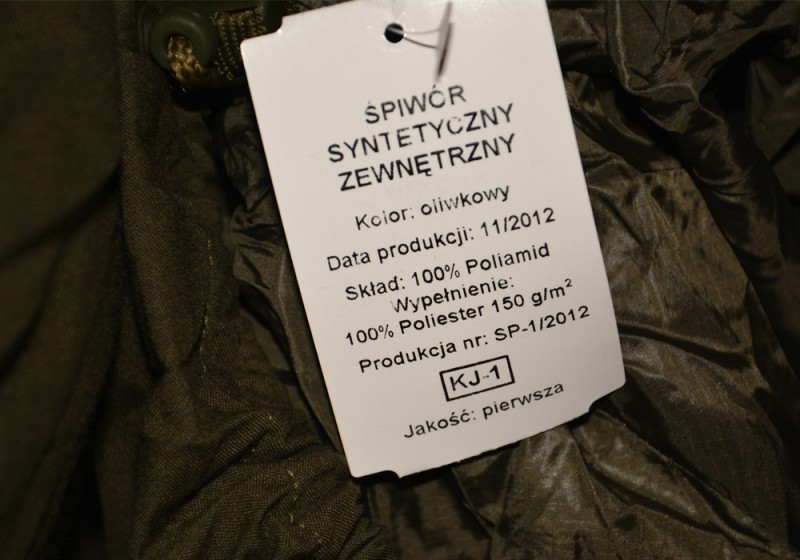 ŚPIWÓR
SYNTETYCZNY
ZEWNĘTRZNY
Kolor: oliwkowy
Data produkcji: 11/2012
Skład: 100% Poliamid
Wypełnienie:
100% Poliester 150 g/m²
Produkcja nr: SP-1/2012
KJ-1
Jakość: pierwsza